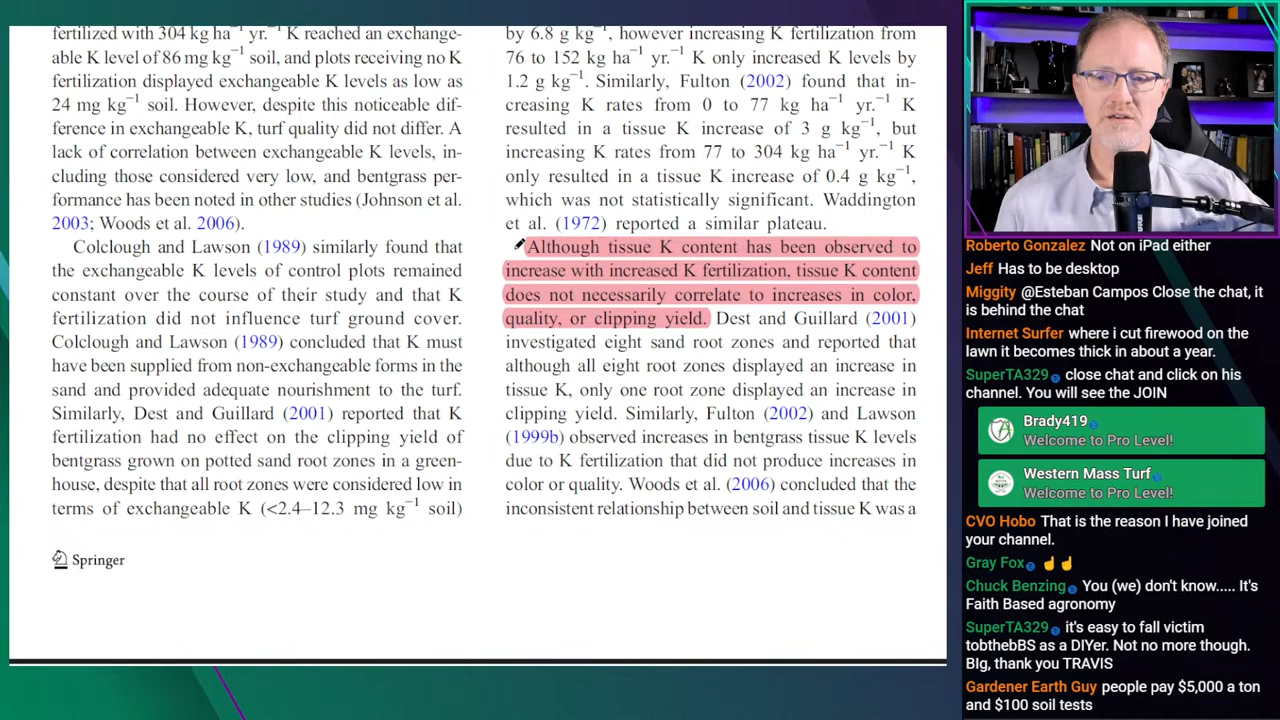 fertilized with 304 kg ha⁻¹ yr.⁻¹ K reached an exchange-
able K level of 86 mg kg⁻¹ soil, and plots receiving no K
fertilization displayed exchangeable K levels as low as
24 mg kg⁻¹ soil. However, despite this noticeable dif-
ference in exchangeable K, turf quality did not differ. A
lack of correlation between exchangeable K levels, in-
cluding those considered very low, and bentgrass per-
formance has been noted in other studies (Johnson et al.
2003; Woods et al. 2006).
Colclough and Lawson (1989) similarly found that
the exchangeable K levels of control plots remained
constant over the course of their study and that K
fertilization did not influence turf ground cover.
Colclough and Lawson (1989) concluded that K must
have been supplied from non-exchangeable forms in the
sand and provided adequate nourishment to the turf.
Similarly, Dest and Guillard (2001) reported that K
fertilization had no effect on the clipping yield of
bentgrass grown on potted sand root zones in a green-
house, despite that all root zones were considered low in
terms of exchangeable K (<2.4–12.3 mg kg⁻¹ soil)
by 6.8 g kg⁻¹, however increasing K fertilization from
76 to 152 kg ha⁻¹ yr.⁻¹ K only increased K levels by
1.2 g kg⁻¹. Similarly, Fulton (2002) found that in-
creasing K rates from 0 to 77 kg ha⁻¹ yr.⁻¹ K
resulted in a tissue K increase of 3 g kg⁻¹, but
increasing K rates from 77 to 304 kg ha⁻¹ yr.⁻¹ K
only resulted in a tissue K increase of 0.4 g kg⁻¹,
which was not statistically significant. Waddington
et al. (1972) reported a similar plateau.
Although tissue K content has been observed to
increase with increased K fertilization, tissue K content
does not necessarily correlate to increases in color,
quality, or clipping yield. Dest and Guillard (2001)
investigated eight sand root zones and reported that
although all eight root zones displayed an increase in
tissue K, only one root zone displayed an increase in
clipping yield. Similarly, Fulton (2002) and Lawson
(1999b) observed increases in bentgrass tissue K levels
due to K fertilization that did not produce increases in
color or quality. Woods et al. (2006) concluded that the
inconsistent relationship between soil and tissue K was a
Springer
Roberto Gonzalez Not on iPad either
Jeff Has to be desktop
Miggity @Esteban Campos Close the chat, it
is behind the chat
Internet Surfer where i cut firewood on the
lawn it becomes thick in about a year.
SuperTA329 close chat and click on his
channel. You will see the JOIN
Brady419
Welcome to Pro Level!
Western Mass Turf
Welcome to Pro Level!
CVO Hobo That is the reason I have joined
your channel.
Gray Fox ☝️☝️
Chuck Benzing You (we) don't know..... It's
Faith Based agronomy
SuperTA329 it's easy to fall victim
tobthebBS as a DIYer. Not no more though.
BIg, thank you TRAVIS
Gardener Earth Guy people pay $5,000 a ton
and $100 soil tests